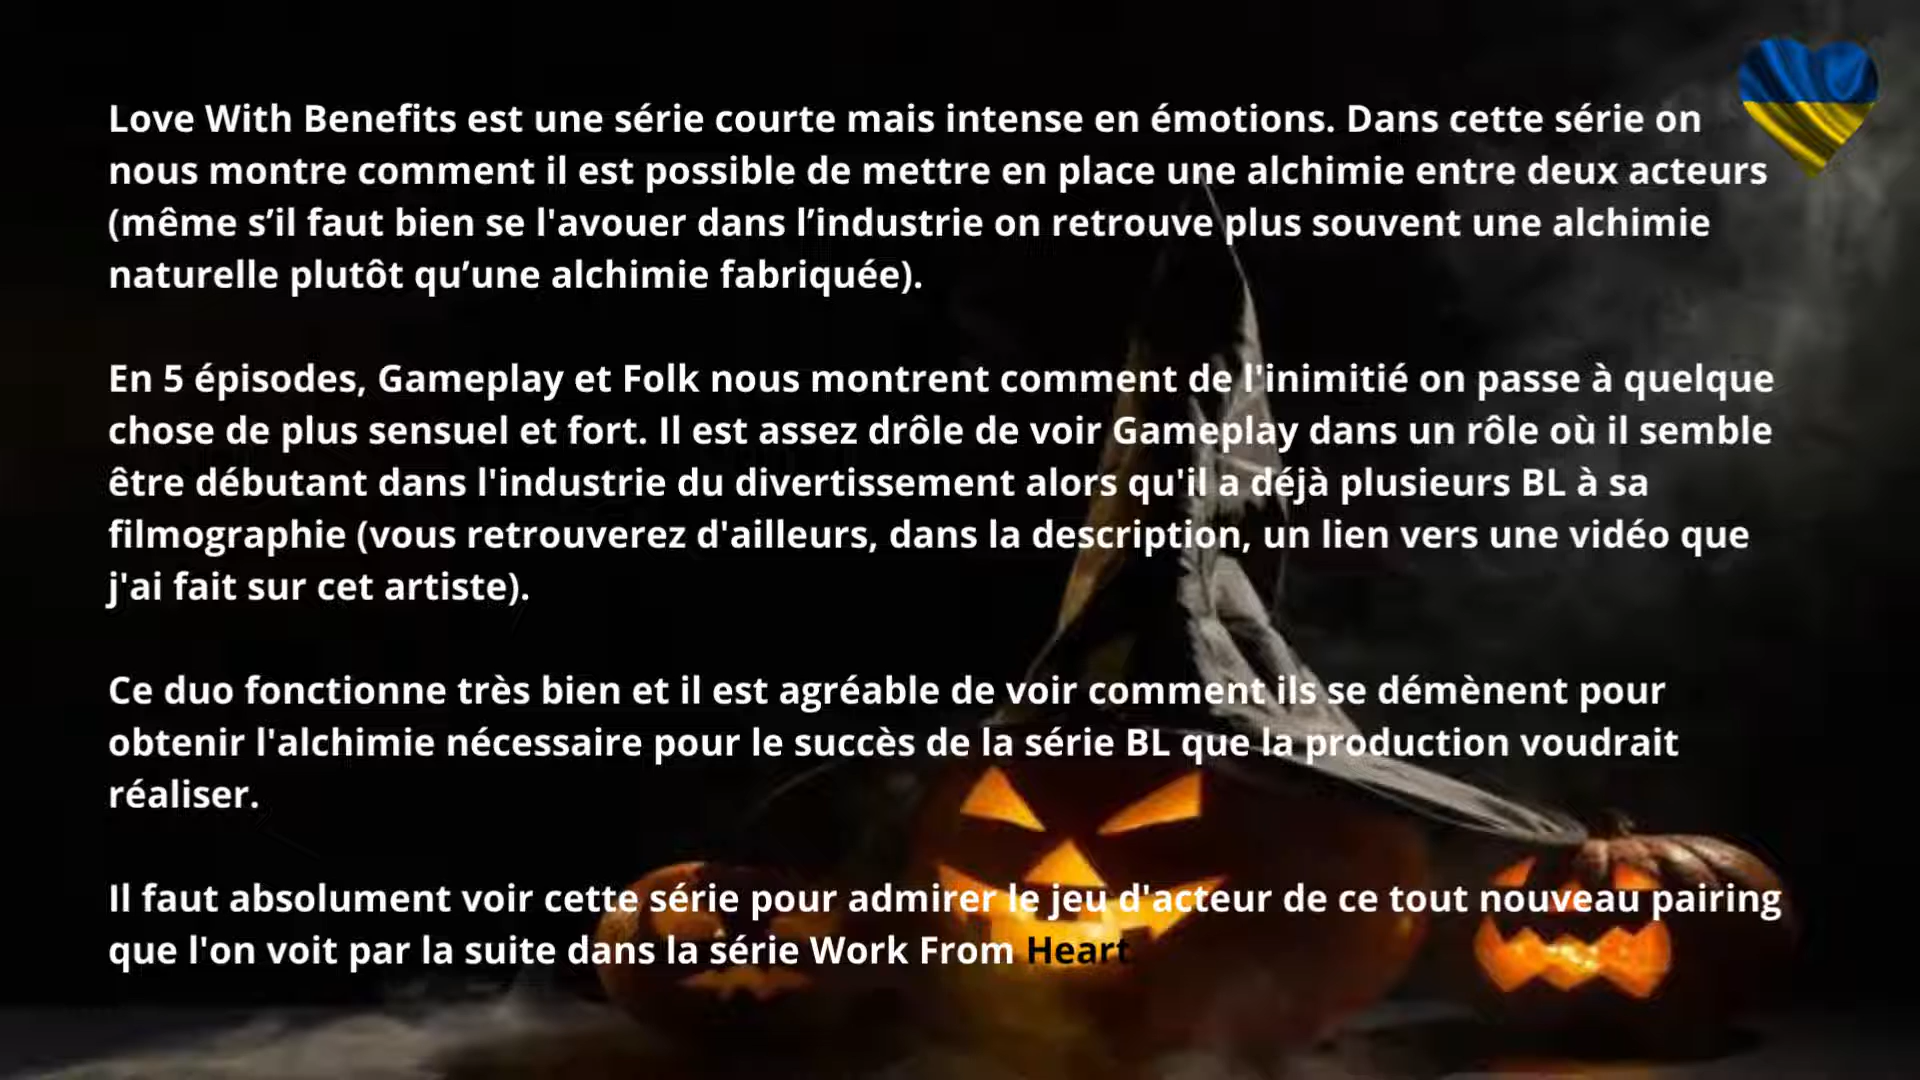 Love With Benefits est une série courte mais intense en émotions. Dans cette série on
nous montre comment il est possible de mettre en place une alchimie entre deux acteurs
(même s’il faut bien se l'avouer dans l’industrie on retrouve plus souvent une alchimie
naturelle plutôt qu’une alchimie fabriquée).
En 5 épisodes, Gameplay et Folk nous montrent comment de l'inimitié on passe à quelque
chose de plus sensuel et fort. Il est assez drôle de voir Gameplay dans un rôle où il semble
être débutant dans l'industrie du divertissement alors qu'il a déjà plusieurs BL à sa
filmographie (vous retrouverez d'ailleurs, dans la description, un lien vers une vidéo que
j'ai fait sur cet artiste).
Ce duo fonctionne très bien et il est agréable de voir comment ils se démènent pour
obtenir l'alchimie nécessaire pour le succès de la série BL que la production voudrait
réaliser.
Il faut absolument voir cette série pour admirer le jeu d'acteur de ce tout nouveau pairing
que l'on voit par la suite dans la série Work From Heart